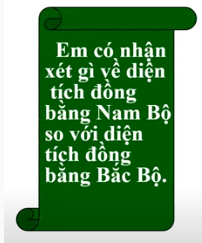 Em có nhận
xét gì về diện
tích đồng
bằng Nam Bộ
so với diện
tích đồng
bằng Bắc Bộ.